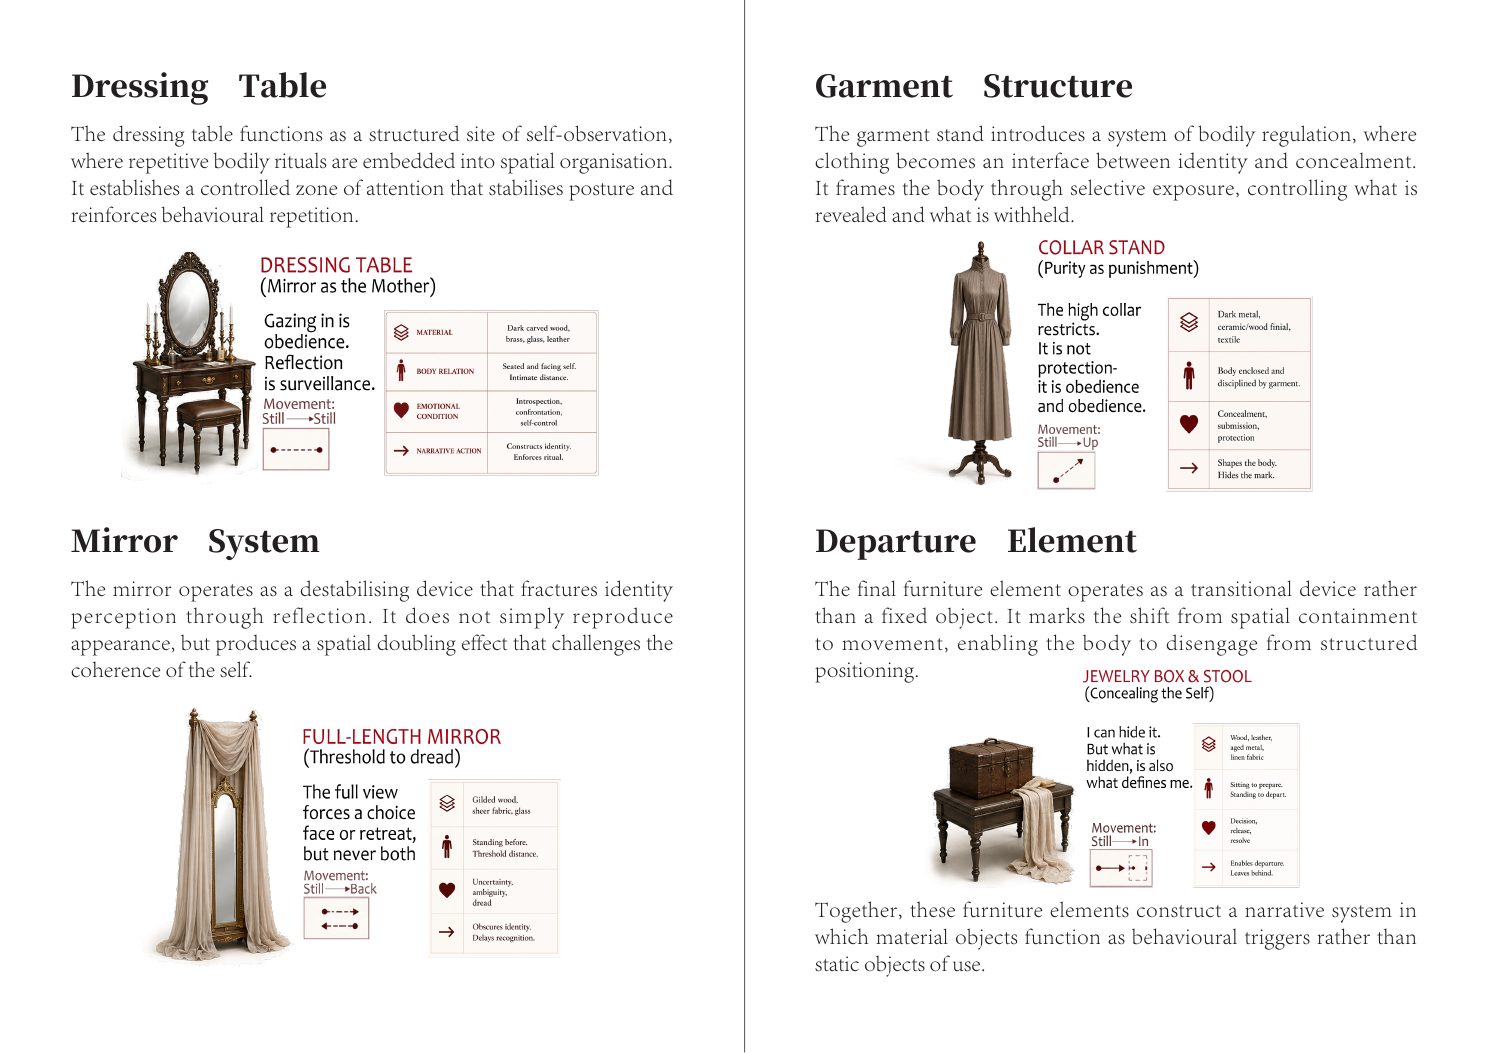 Dressing Table
The dressing table functions as a structured site of self-observation,
where repetitive bodily rituals are embedded into spatial organisation.
It establishes a controlled zone of attention that stabilises posture and
reinforces behavioural repetition.
DRESSING TABLE
(Mirror as the Mother)
Gazing in is
obedience.
Reflection
is surveillance.
Movement:
Still→Still
MATERIAL
Dark carved wood,
brass, glass, leather
BODY RELATION
Seated and facing self.
Intimate distance.
EMOTIONAL
CONDITION
Introspection,
confrontation,
self-control
NARRATIVE ACTION
Constructs identity.
Enforces ritual.
Mirror System
The mirror operates as a destabilising device that fractures identity
perception through reflection. It does not simply reproduce
appearance, but produces a spatial doubling effect that challenges the
coherence of the self.
FULL-LENGTH MIRROR
(Threshold to dread)
The full view
forces a choice
face or retreat,
but never both
Movement:
Still→Back
Gilded wood,
sheer fabric, glass
Standing before.
Threshold distance.
Uncertainty,
ambiguity,
dread
Obscures identity.
Delays recognition.
Garment Structure
The garment stand introduces a system of bodily regulation, where
clothing becomes an interface between identity and concealment.
It frames the body through selective exposure, controlling what is
revealed and what is withheld.
COLLAR STAND
(Purity as punishment)
The high collar
restricts.
It is not
protection-
it is obedience
and obedience.
Movement:
Still→Up
Dark metal,
ceramic/wood finial,
textile
Body enclosed and
disciplined by garment.
Concealment,
submission,
protection
Shapes the body.
Hides the mark.
Departure Element
The final furniture element operates as a transitional device rather
than a fixed object. It marks the shift from spatial containment
to movement, enabling the body to disengage from structured
positioning.
JEWELRY BOX & STOOL
(Concealing the Self)
I can hide it.
But what is
hidden, is also
what defines me.
Movement:
Still→In
Wood, leather,
aged metal,
linen fabric
Sitting to prepare.
Standing to depart.
Decision,
release,
resolve
Enables departure.
Leaves behind.
Together, these furniture elements construct a narrative system in
which material objects function as behavioural triggers rather than
static objects of use.